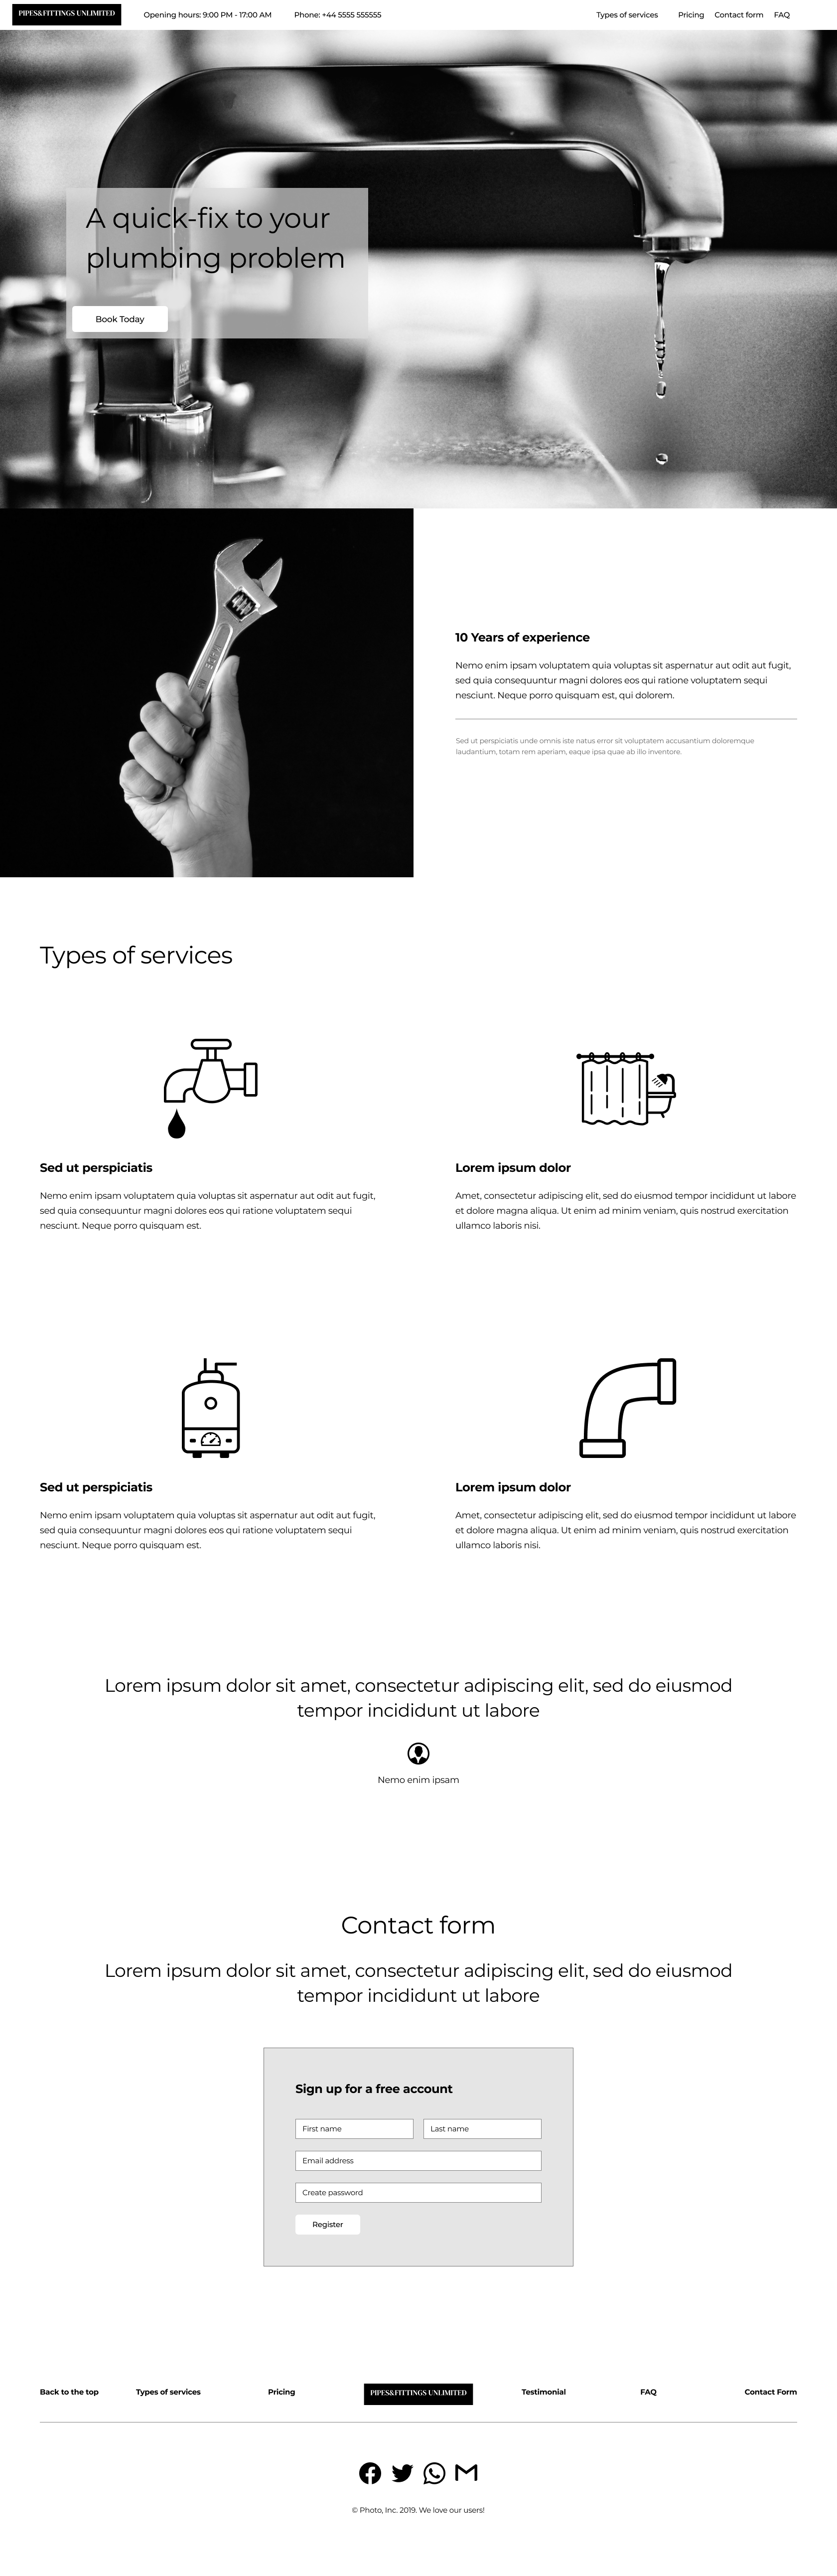 PIPES&FITTINGS UNLIMITED
Opening hours: 9:00 PM - 17:00 AM
Phone: +44 5555 555555
Types of services
Pricing
Contact form
FAQ
A quick-fix to your
plumbing problem
Book Today
10 Years of experience
Nemo enim ipsam voluptatem quia voluptas sit aspernatur aut odit aut fugit,
sed quia consequuntur magni dolores eos qui ratione voluptatem sequi
nesciunt. Neque porro quisquam est, qui dolorem.
Sed ut perspiciatis unde omnis iste natus error sit voluptatem accusantium doloremque
laudantium, totam rem aperiam, eaque ipsa quae ab illo inventore.
Types of services
Sed ut perspiciatis
Nemo enim ipsam voluptatem quia voluptas sit aspernatur aut odit aut fugit,
sed quia consequuntur magni dolores eos qui ratione voluptatem sequi
nesciunt. Neque porro quisquam est.
Lorem ipsum dolor
Amet, consectetur adipiscing elit, sed do eiusmod tempor incididunt ut labore
et dolore magna aliqua. Ut enim ad minim veniam, quis nostrud exercitation
ullamco laboris nisi.
Sed ut perspiciatis
Nemo enim ipsam voluptatem quia voluptas sit aspernatur aut odit aut fugit,
sed quia consequuntur magni dolores eos qui ratione voluptatem sequi
nesciunt. Neque porro quisquam est.
Lorem ipsum dolor
Amet, consectetur adipiscing elit, sed do eiusmod tempor incididunt ut labore
et dolore magna aliqua. Ut enim ad minim veniam, quis nostrud exercitation
ullamco laboris nisi.
Lorem ipsum dolor sit amet, consectetur adipiscing elit, sed do eiusmod
tempor incididunt ut labore
Nemo enim ipsam
Contact form
Lorem ipsum dolor sit amet, consectetur adipiscing elit, sed do eiusmod
tempor incididunt ut labore
Sign up for a free account
First name
Last name
Email address
Create password
Register
Back to the top
Types of services
Pricing
PIPES&FITTINGS UNLIMITED
Testimonial
FAQ
Contact Form
© Photo, Inc. 2019. We love our users!